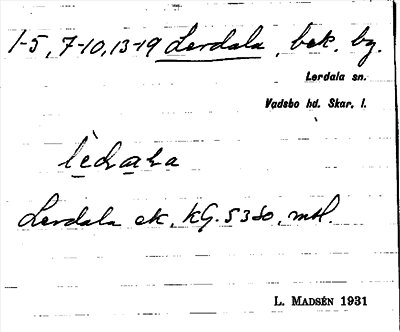 1-5, 7-10, 13-19 Lerdala, bek. by.
Lerdala sn.
Vadsbo hd. Skar. l.
Lerdala ek. KG. 5380, mtl.
L. MADSÉN 1931